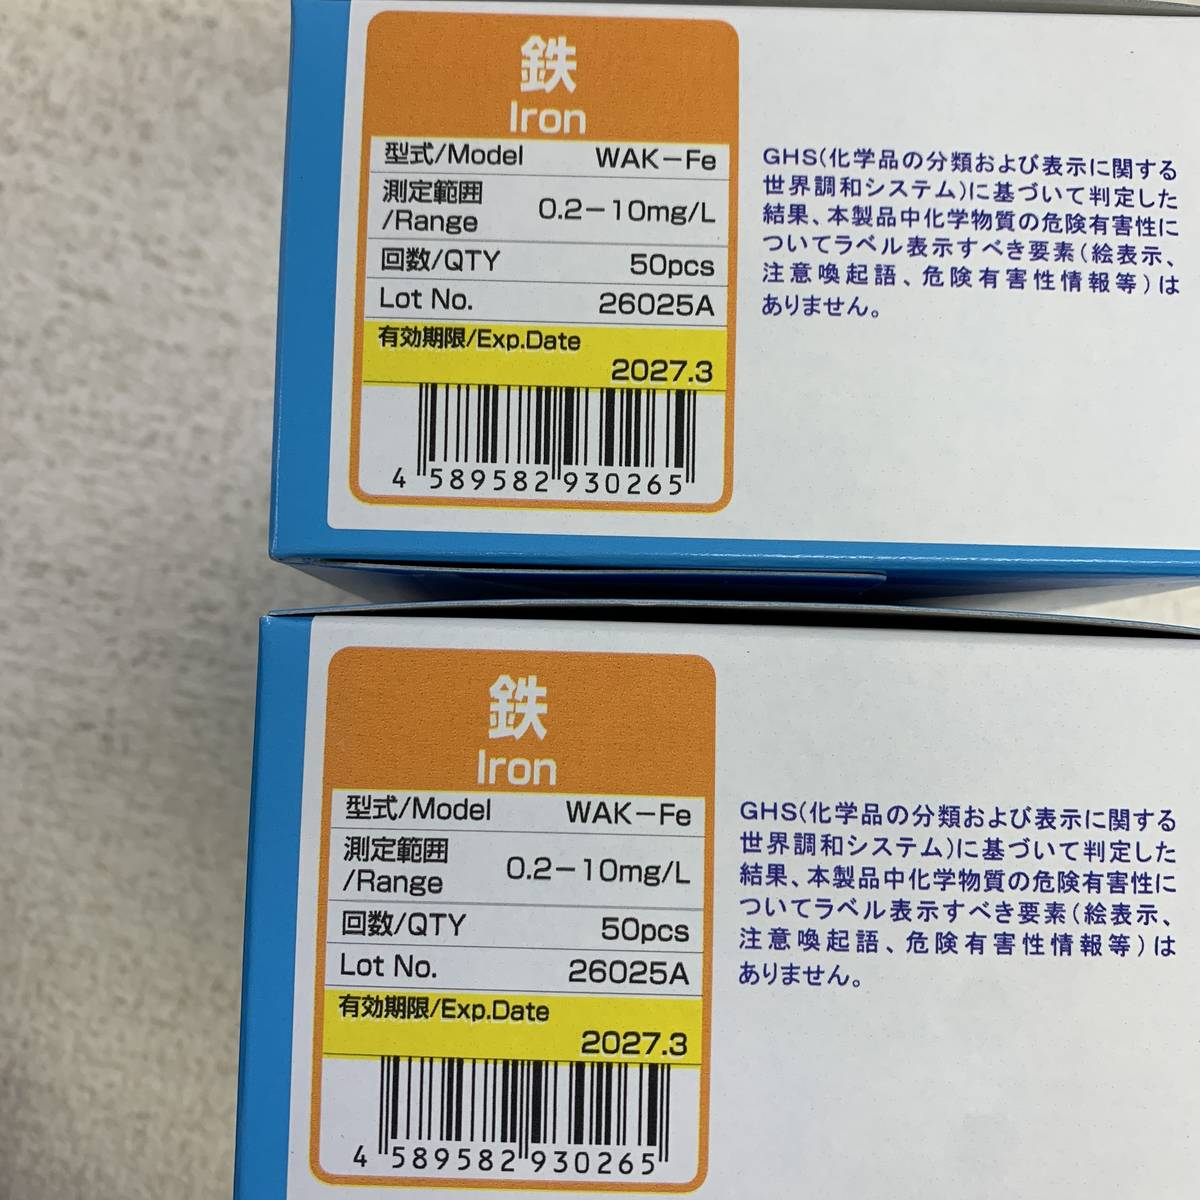 鉄
Iron
型式/Model WAK-Fe
測定範囲
/Range 0.2-10mg/L
回数/QTY 50pcs
Lot No. 26025A
有効期限/Exp.Date
2027.3
4 589582 930265
GHS(化学品の分類および表示に関する
世界調和システム)に基づいて判定した
結果、本製品中化学物質の危険有害性に
ついてラベル表示すべき要素(絵表示、
注意喚起語、危険有害性情報等)は
ありません。
鉄
Iron
型式/Model WAK-Fe
測定範囲
/Range 0.2-10mg/L
回数/QTY 50pcs
Lot No. 26025A
有効期限/Exp.Date
2027.3
4 589582 930265
GHS(化学品の分類および表示に関する
世界調和システム)に基づいて判定した
結果、本製品中化学物質の危険有害性に
ついてラベル表示すべき要素(絵表示、
注意喚起語、危険有害性情報等)は
ありません。